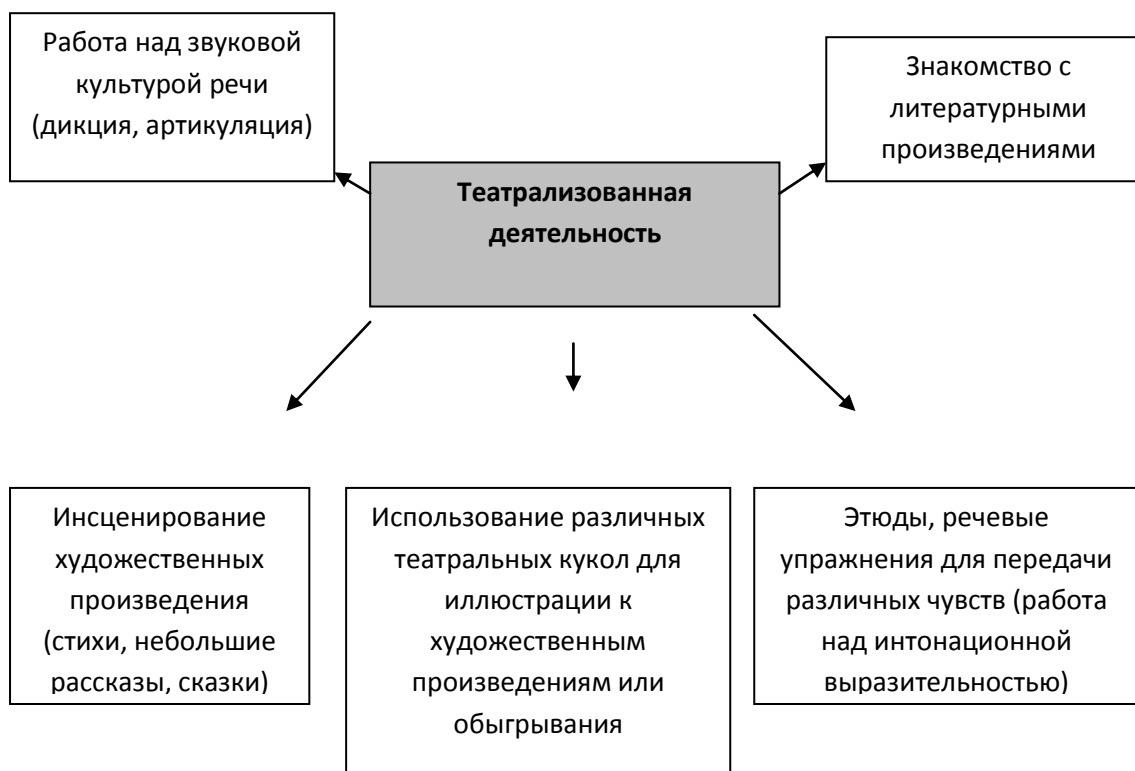 Работа над звуковой
культурой речи
(дикция, артикуляция)
Знакомство с
литературными
произведениями
Театрализованная
деятельность
Инсценирование
художественных
произведения
(стихи, небольшие
рассказы, сказки)
Использование различных
театральных кукол для
иллюстрации к
художественным
произведениям или
обыгрывания
Этюды, речевые
упражнения для передачи
различных чувств (работа
над интонационной
выразительностью)